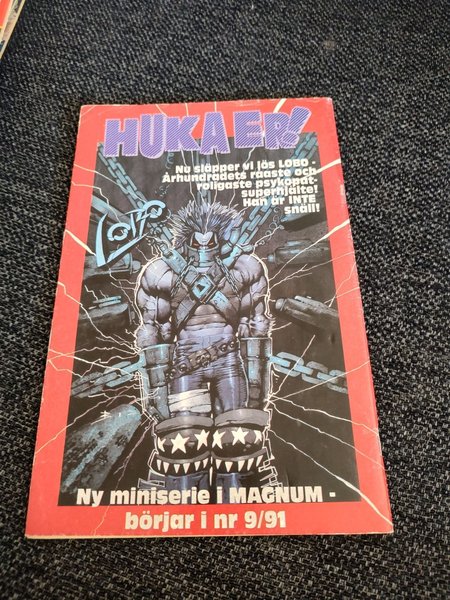 HUKA ER!
Nu släpper vi lös LOBO -
Århundradets råaste och
roligaste psykopat-
superhjälte!
Han är INTE
snäll!
Lobo
Ny miniserie i MAGNUM -
börjar i nr 9/91